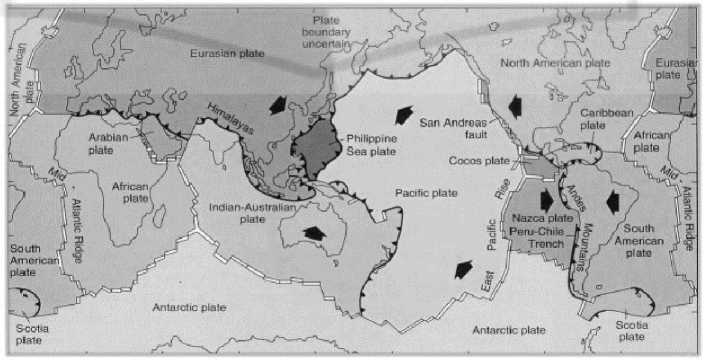 Plate
boundary
uncertain
Eurasian plate
North American plate
Eurasian
plate
North American
plate
Himalayas
Caribbean
plate
San Andreas
fault
Arabian
plate
Philippine
Sea plate
African
plate
Cocos plate
Mid
Atlantic Ridge
African
plate
Pacific plate
Indian-Australian
plate
East
Pacific
Rise
Nazca plate
Peru-Chile
Trench
Andes
Mountains
South
American
plate
Mid
Atlantic Ridge
South
American
plate
Antarctic plate
Antarctic plate
Scotia
plate
Scotia
plate